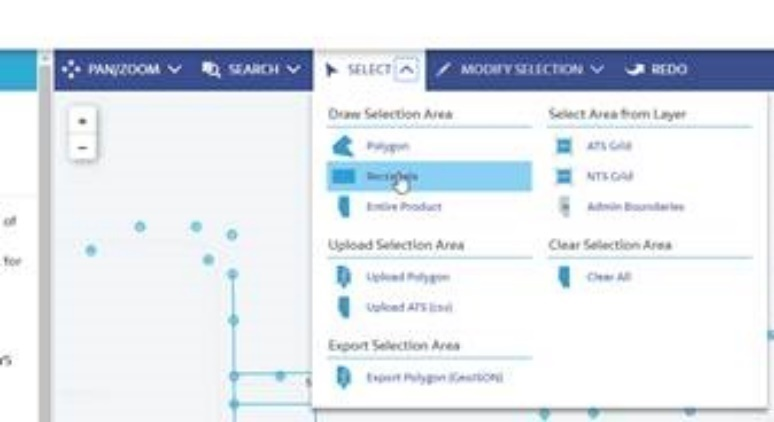 PAN/ZOOM SEARCH SELECT MODIFY SELECTION REDO
+
−
Draw Selection Area
Polygon
Rectangle
Entire Product
Upload Selection Area
Upload Polygon
Upload ATS (csv)
Export Selection Area
Export Polygon (GeoJSON)
Select Area from Layer
ATS Grid
NTS Grid
Admin Boundaries
Clear Selection Area
Clear All
of
for